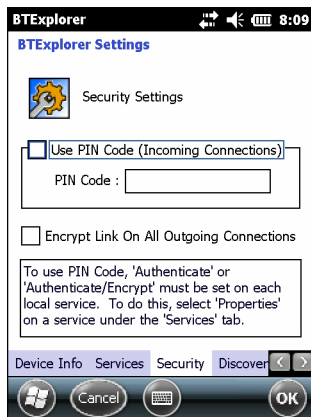 BTExplorer 8:09
BTExplorer Settings
Security Settings
Use PIN Code (Incoming Connections)
PIN Code :
Encrypt Link On All Outgoing Connections
To use PIN Code, 'Authenticate' or
'Authenticate/Encrypt' must be set on each
local service. To do this, select 'Properties'
on a service under the 'Services' tab.
Device Info Services Security Discover
Cancel OK